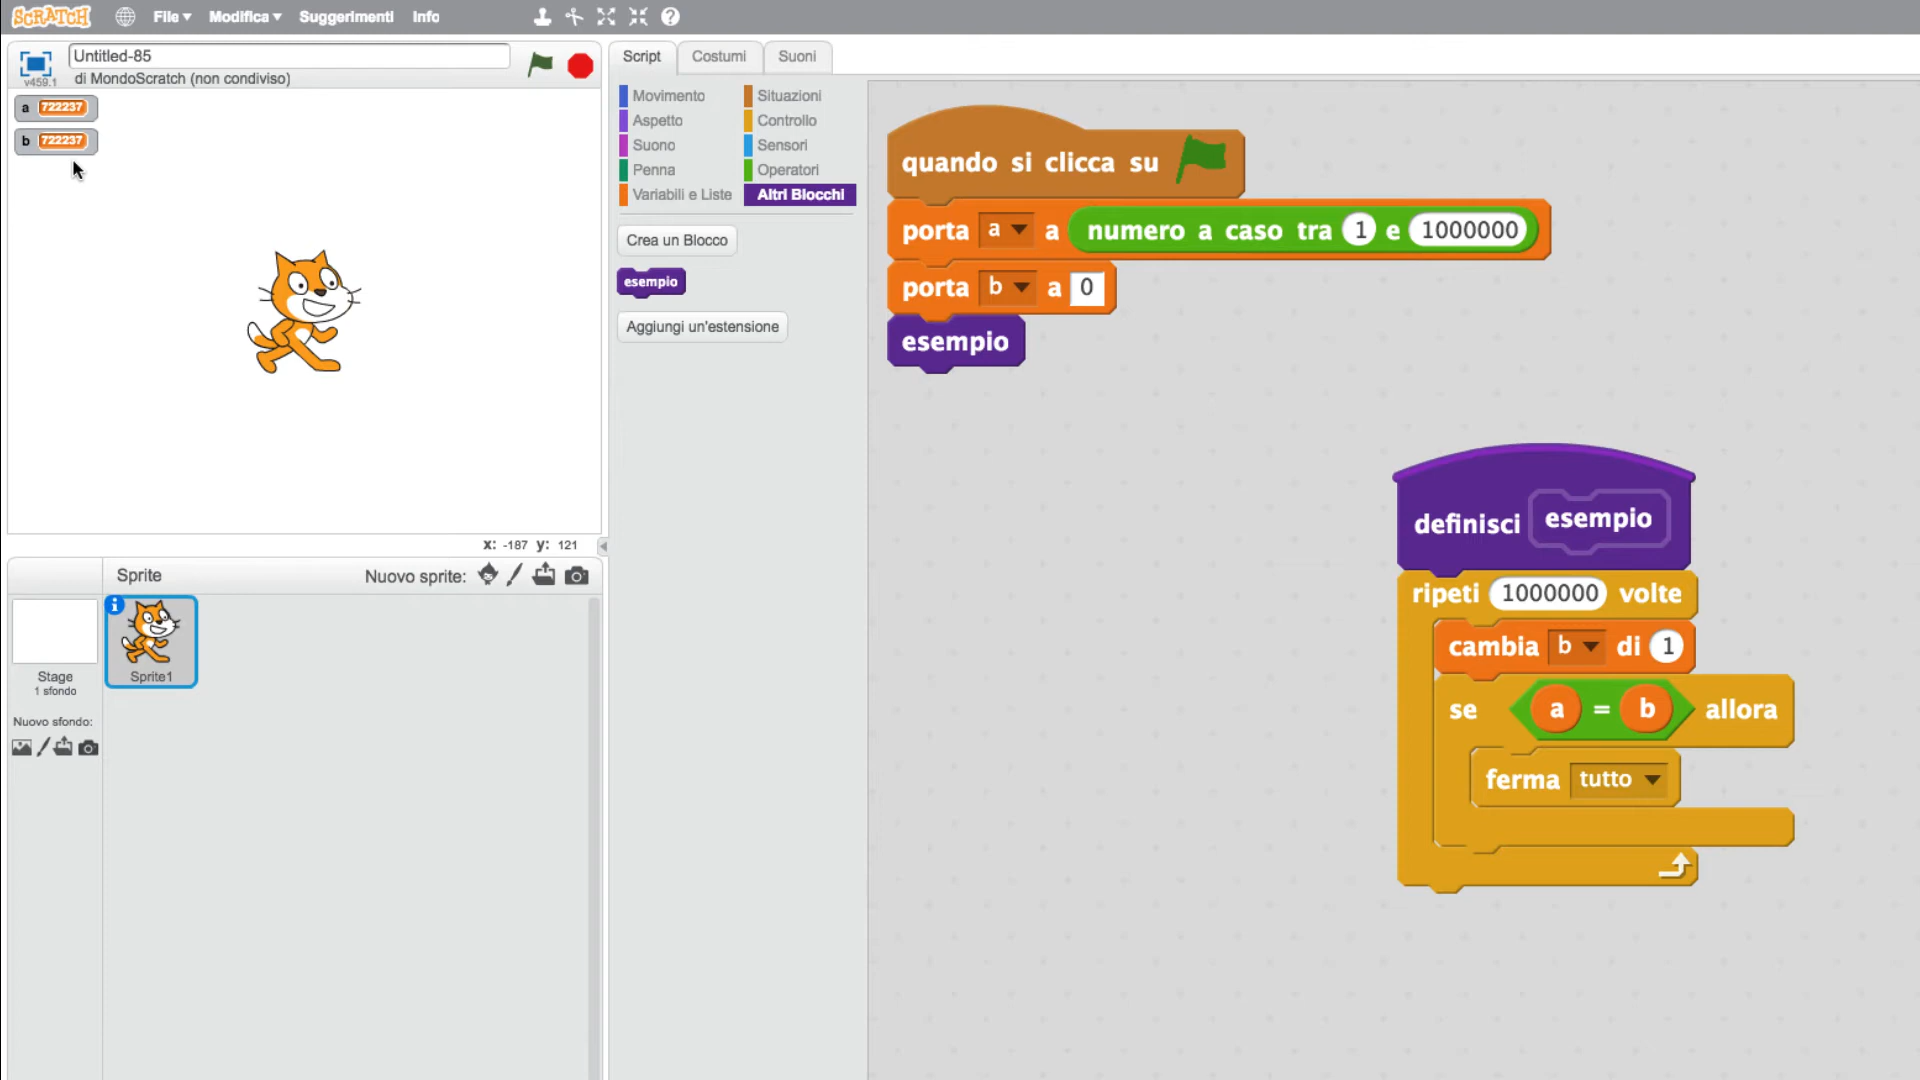 SCRATCH File Modifica Suggerimenti Info
Untitled-85
di MondoScratch (non condiviso)
v459.1
a 722237
b 722237
x: -187 y: 121
Sprite Nuovo sprite:
Stage
1 sfondo
Nuovo sfondo:
Sprite1
Script Costumi Suoni
Movimento Situazioni
Aspetto Controllo
Suono Sensori
Penna Operatori
Variabili e Liste Altri Blocchi
Crea un Blocco
esempio
Aggiungi un'estensione
quando si clicca su
porta a a numero a caso tra 1 e 1000000
porta b a 0
esempio
definisci esempio
ripeti 1000000 volte
cambia b di 1
se a = b allora
ferma tutto